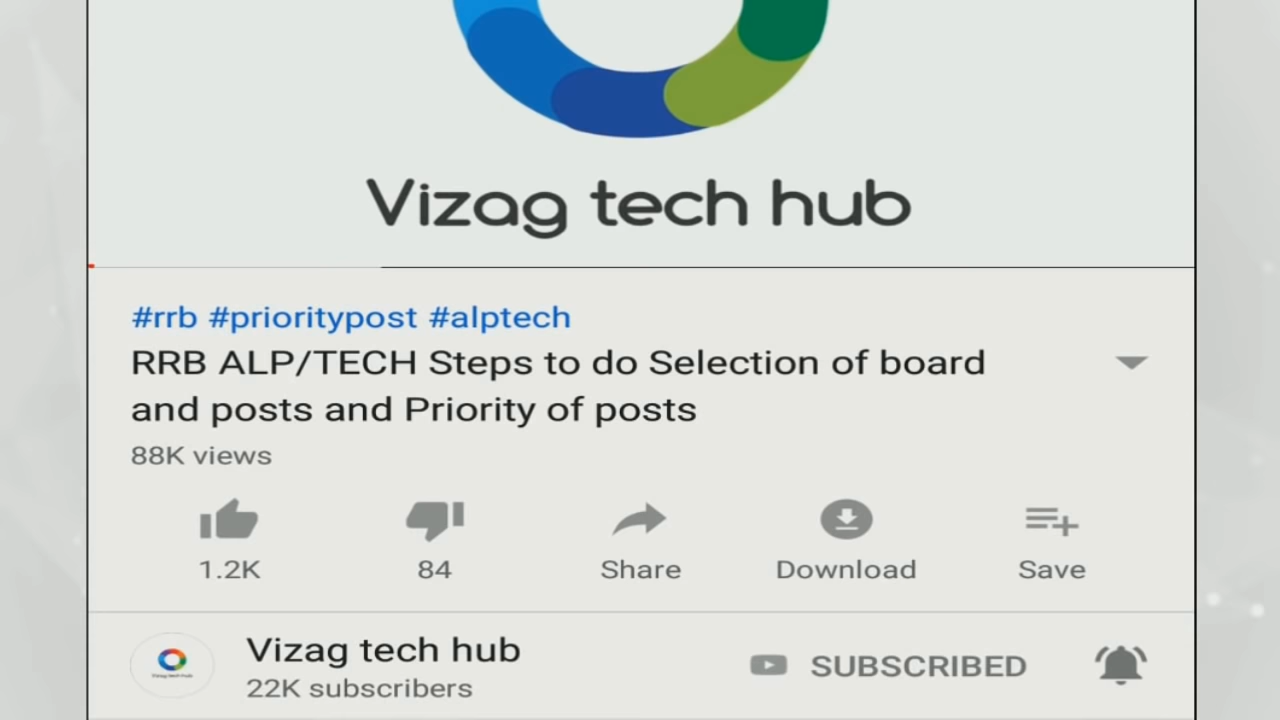 Vizag tech hub
#rrb #prioritypost #alptech
RRB ALP/TECH Steps to do Selection of board
and posts and Priority of posts
88K views
1.2K 84 Share Download Save
Vizag tech hub
22K subscribers
SUBSCRIBED